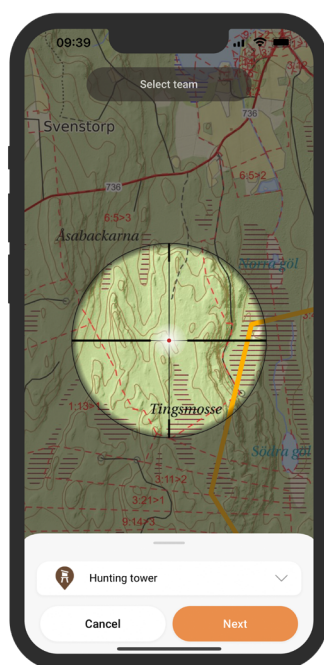 09:39
Select team
Svenstorp
736
6:5>2
736
6:5>3
Åsabackarna
Norra göl
1:13>1
Tingsmosse
Södra göl
3:11>2
3:21>1
9:14>3
Hunting tower
Cancel
Next